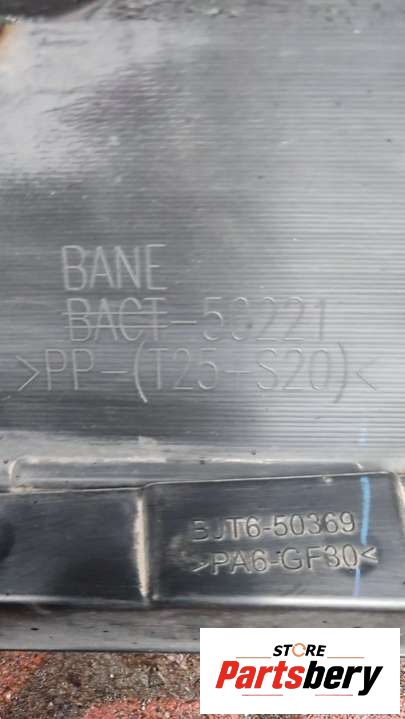 BANE
BACT-50221
>PP-(T25+S20)<
BJT6-50369
>PA6-GF30<
STORE
Partsbery